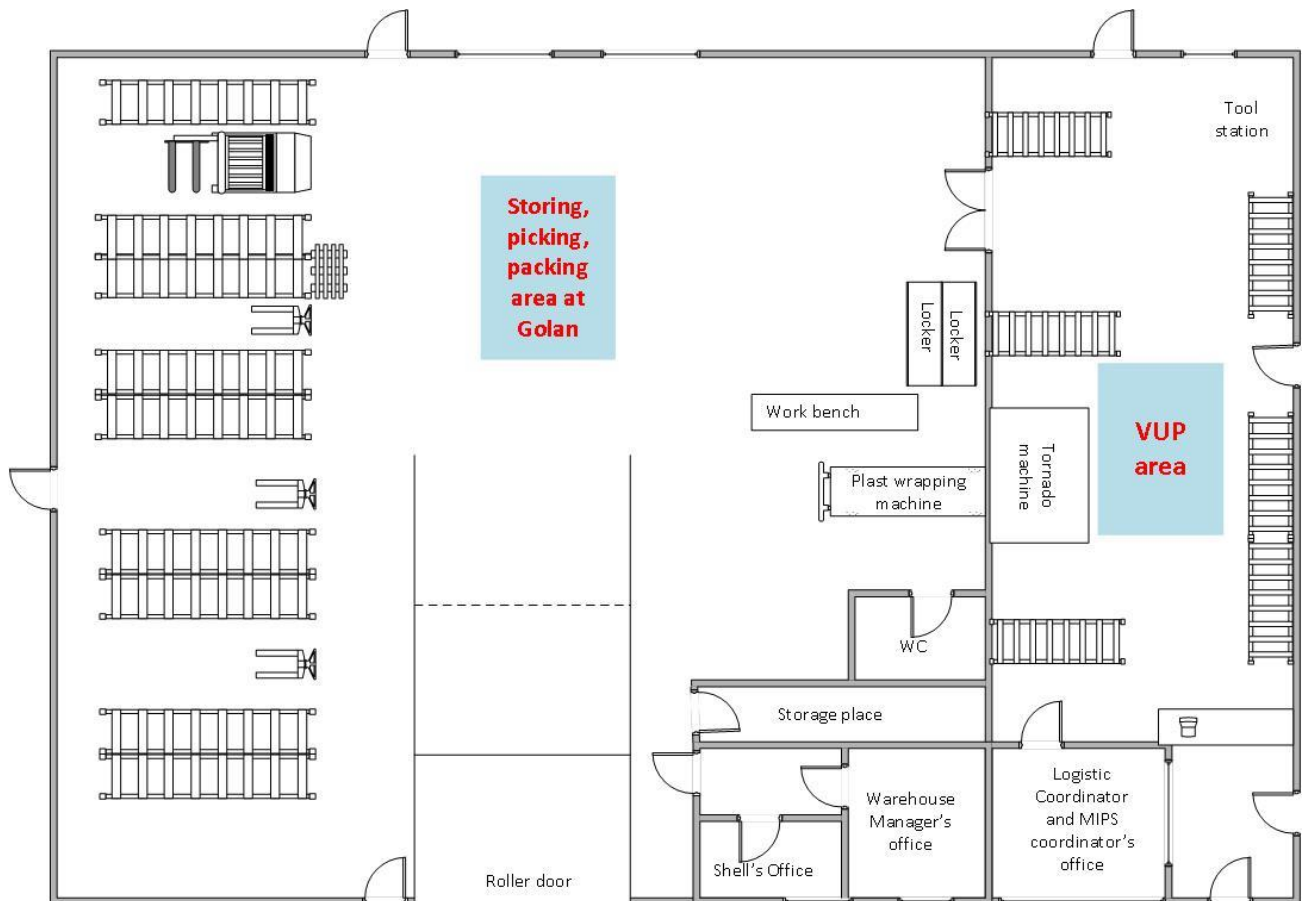 Tool
station
Storing,
picking,
packing
area at
Golan
Locker
Locker
Work bench
VUP
area
Tornado
machine
Plast wrapping
machine
WC
Storage place
Logistic
Coordinator
and MIPS
coordinator's
office
Warehouse
Manager's
office
Shell's Office
Roller door